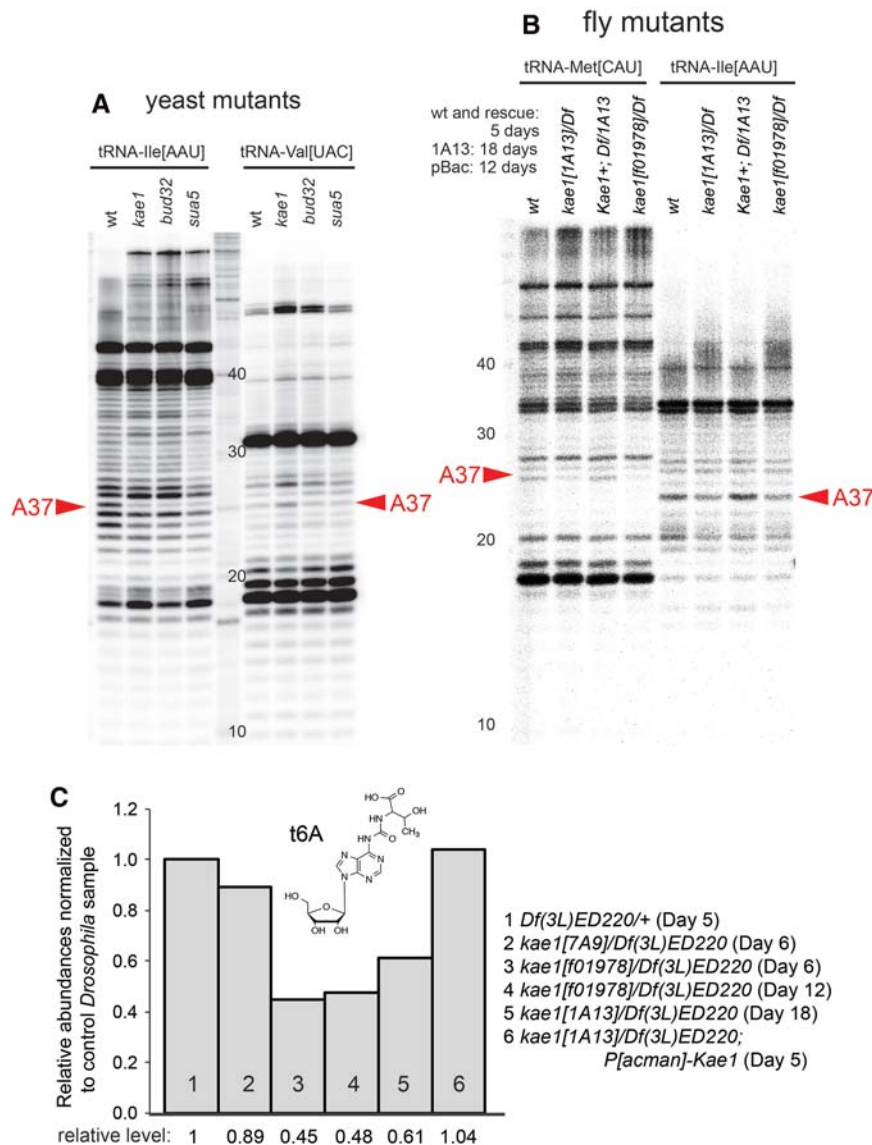 A yeast mutants
tRNA-Ile[AAU] tRNA-Val[UAC]
wt kae1 bud32 sua5 wt kae1 bud32 sua5
40
30
A37 A37
20
10
B fly mutants
tRNA-Met[CAU] tRNA-Ile[AAU]
wt and rescue:
5 days
1A13: 18 days
pBac: 12 days
wt kae1[1A13]/Df Kae1+; Df/1A13 kae1[f01978]/Df wt kae1[1A13]/Df Kae1+; Df/1A13 kae1[f01978]/Df
40
30
A37
A37
20
10
C
Relative abundances normalized
to control Drosophila sample
1.2
1.0
0.8
0.6
0.4
0.2
0.0
t6A
HO O
OH
HN CH3
NH O
N N
N N
HO O
OH OH
1 2 3 4 5 6
relative level: 1 0.89 0.45 0.48 0.61 1.04
1 Df(3L)ED220/+ (Day 5)
2 kae1[7A9]/Df(3L)ED220 (Day 6)
3 kae1[f01978]/Df(3L)ED220 (Day 6)
4 kae1[f01978]/Df(3L)ED220 (Day 12)
5 kae1[1A13]/Df(3L)ED220 (Day 18)
6 kae1[1A13]/Df(3L)ED220;
P[acman]-Kae1 (Day 5)